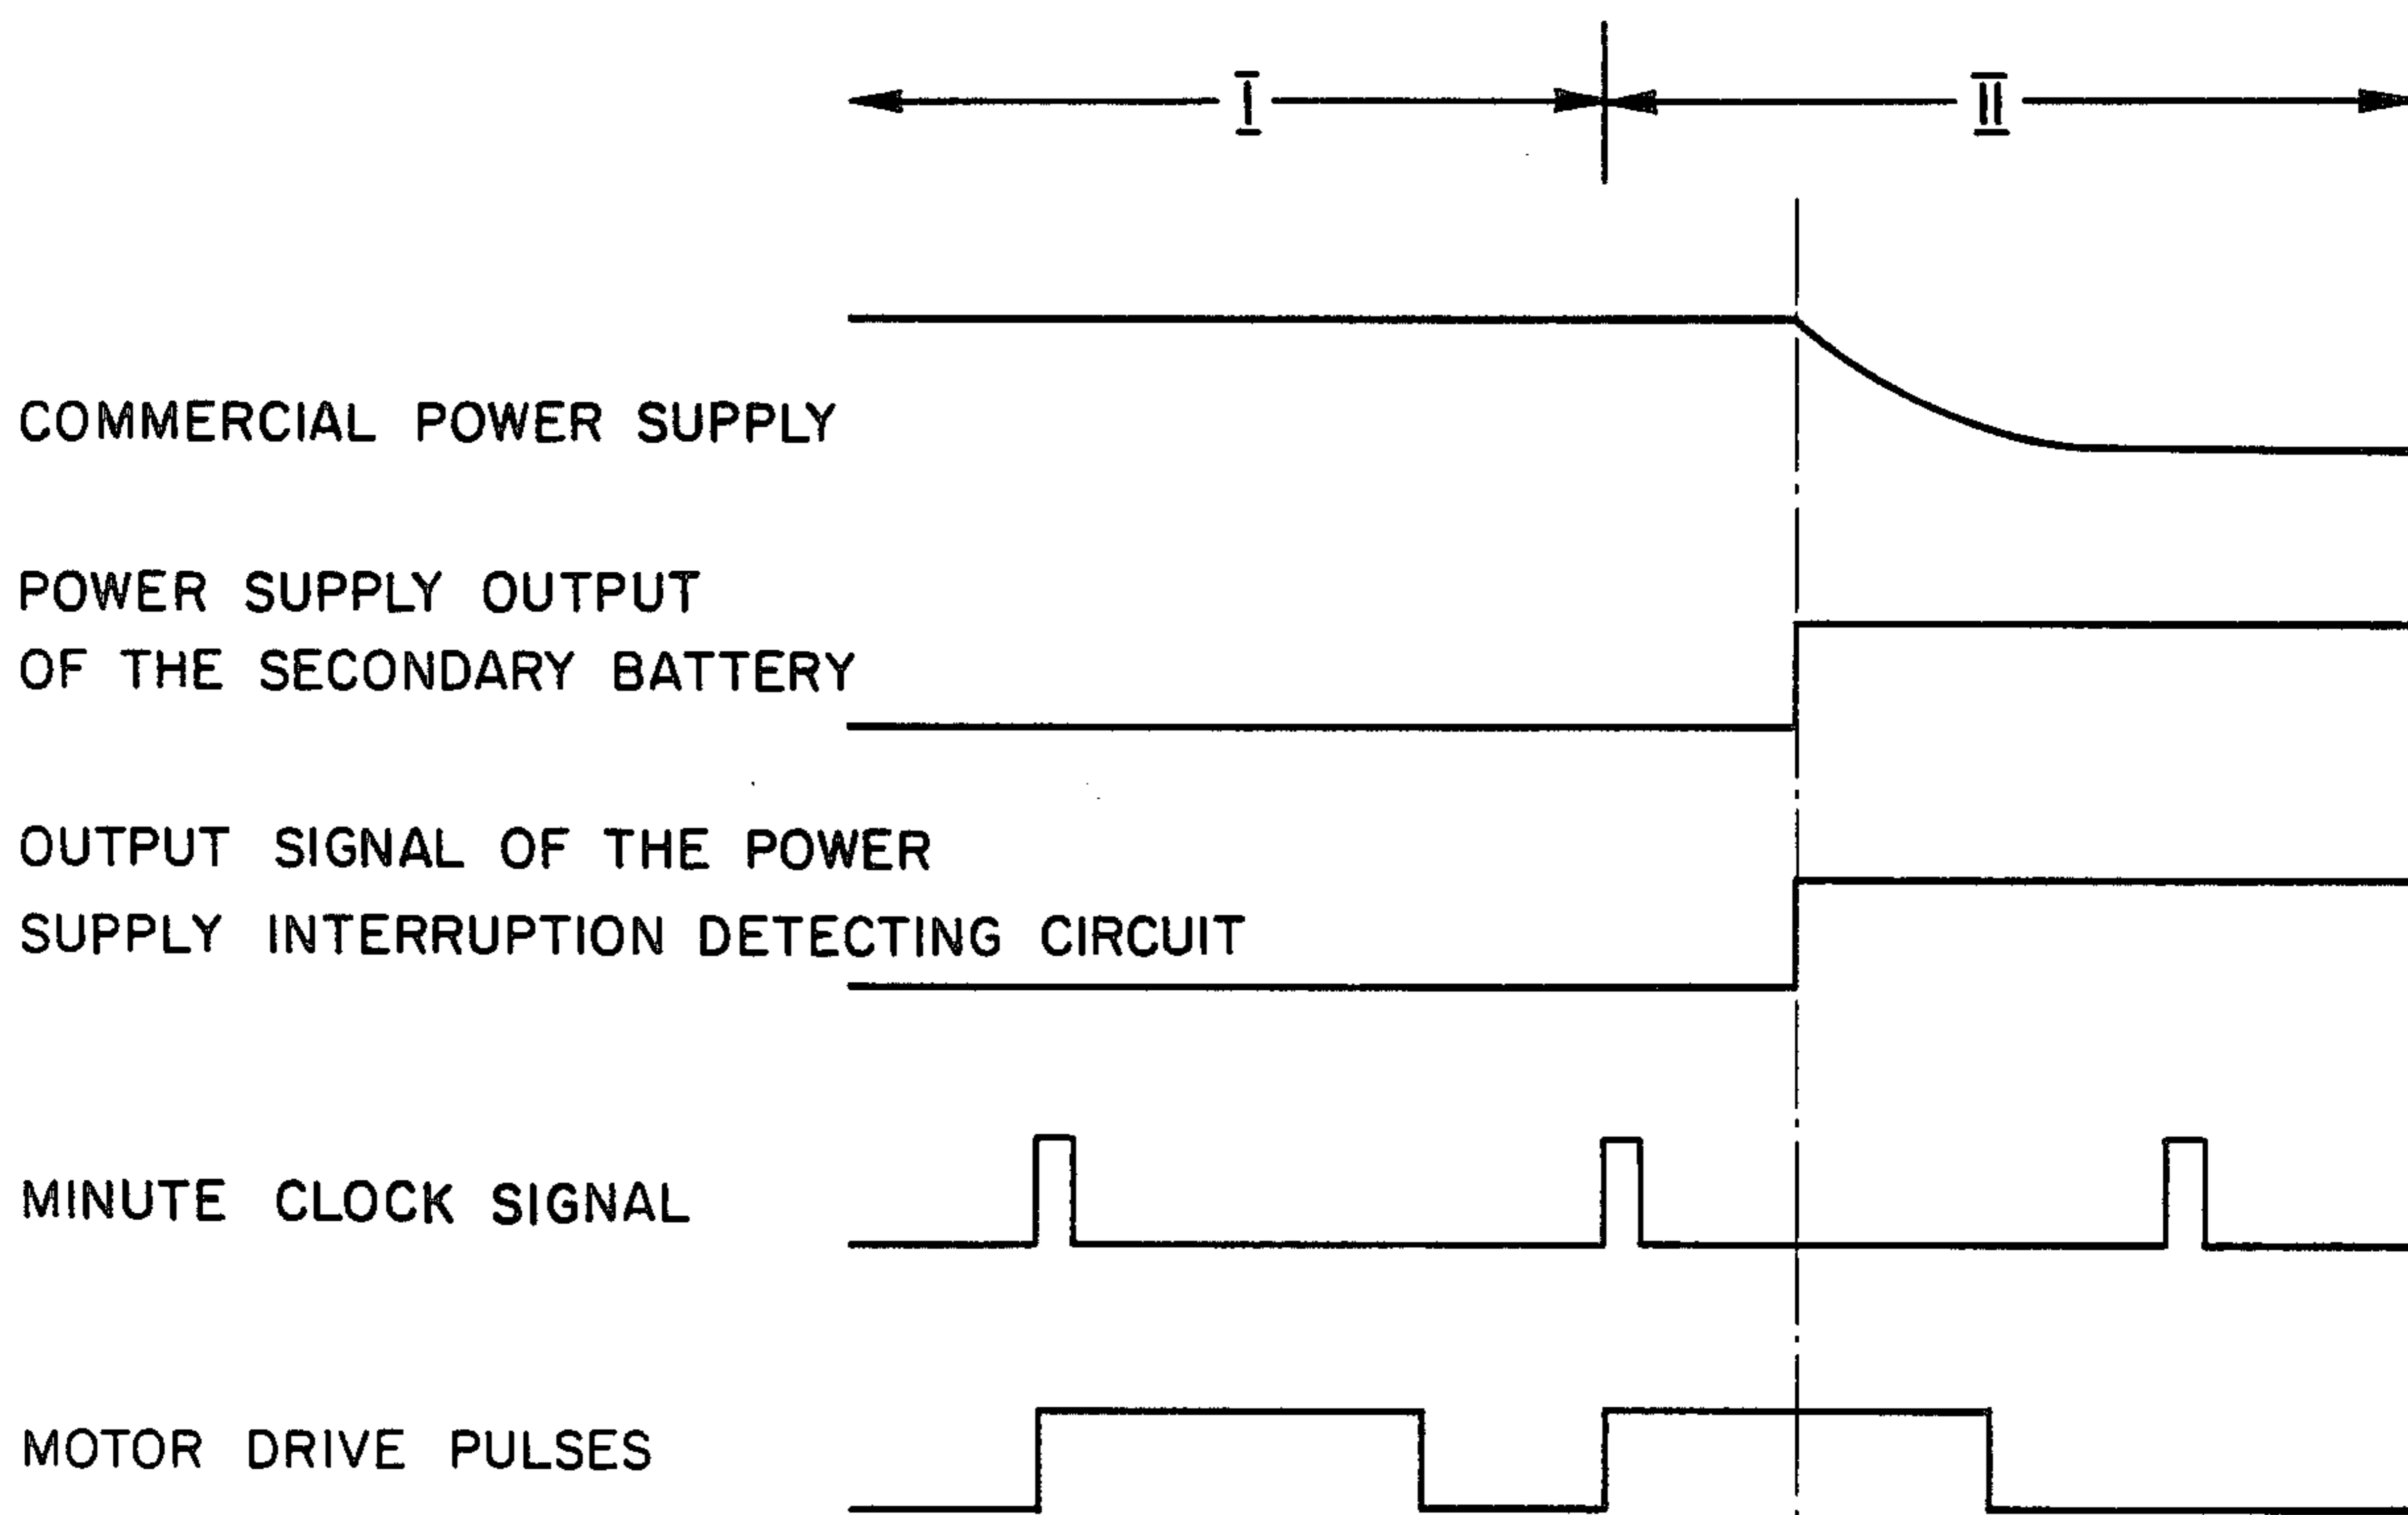 I II
COMMERCIAL POWER SUPPLY
POWER SUPPLY OUTPUT
OF THE SECONDARY BATTERY
OUTPUT SIGNAL OF THE POWER
SUPPLY INTERRUPTION DETECTING CIRCUIT
MINUTE CLOCK SIGNAL
MOTOR DRIVE PULSES